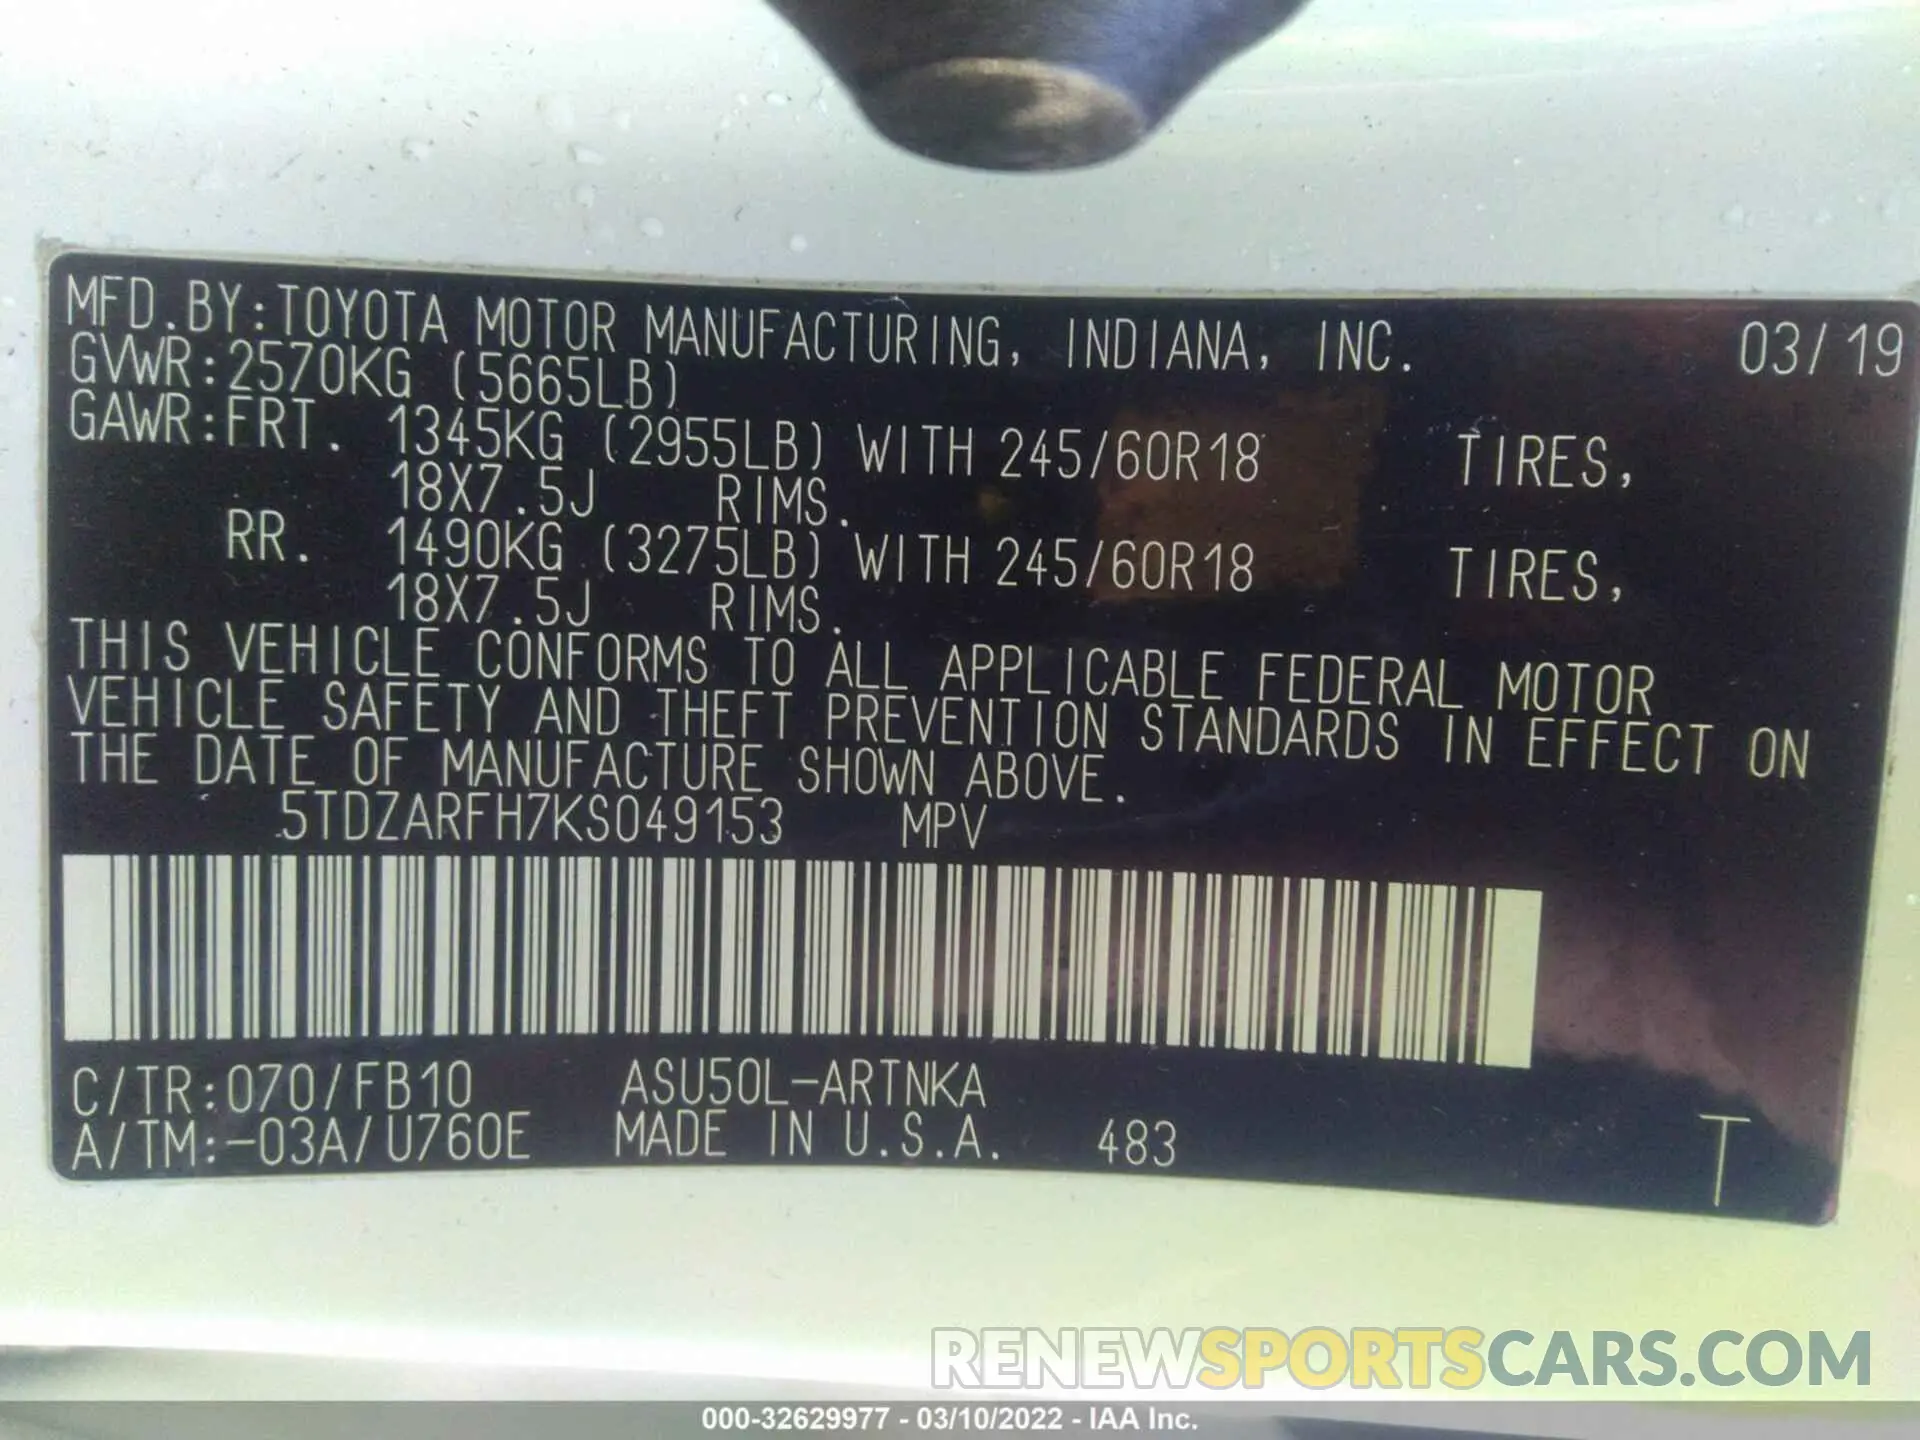 MFD.BY:TOYOTA MOTOR MANUFACTURING, INDIANA, INC. 03/19
GVWR:2570KG (5665LB)
GAWR:FRT. 1345KG (2955LB) WITH 245/60R18 TIRES,
18X7.5J RIMS.
RR. 1490KG (3275LB) WITH 245/60R18 TIRES,
18X7.5J RIMS.
THIS VEHICLE CONFORMS TO ALL APPLICABLE FEDERAL MOTOR
VEHICLE SAFETY AND THEFT PREVENTION STANDARDS IN EFFECT ON
THE DATE OF MANUFACTURE SHOWN ABOVE.
5TDZARFH7KS049153 MPV
C/TR:070/FB10 ASU50L-ARTNKA
A/TM:-03A/U760E MADE IN U.S.A. 483 T
RENEWSPORTSCARS.COM
000-32629977 - 03/10/2022 - IAA Inc.